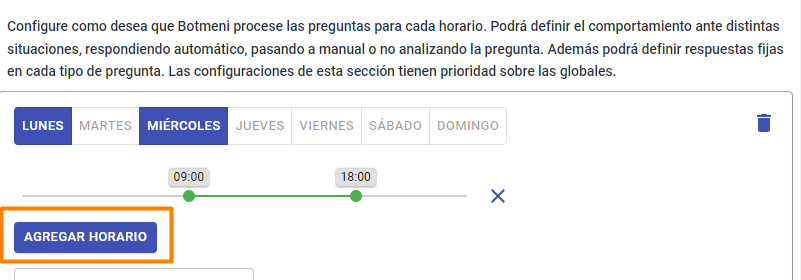 Configure como desea que Botmeni procese las preguntas para cada horario. Podrá definir el comportamiento ante distintas
situaciones, respondiendo automático, pasando a manual o no analizando la pregunta. Además podrá definir respuestas fijas
en cada tipo de pregunta. Las configuraciones de esta sección tienen prioridad sobre las globales.
LUNES MARTES MIÉRCOLES JUEVES VIERNES SÁBADO DOMINGO
09:00 18:00
AGREGAR HORARIO